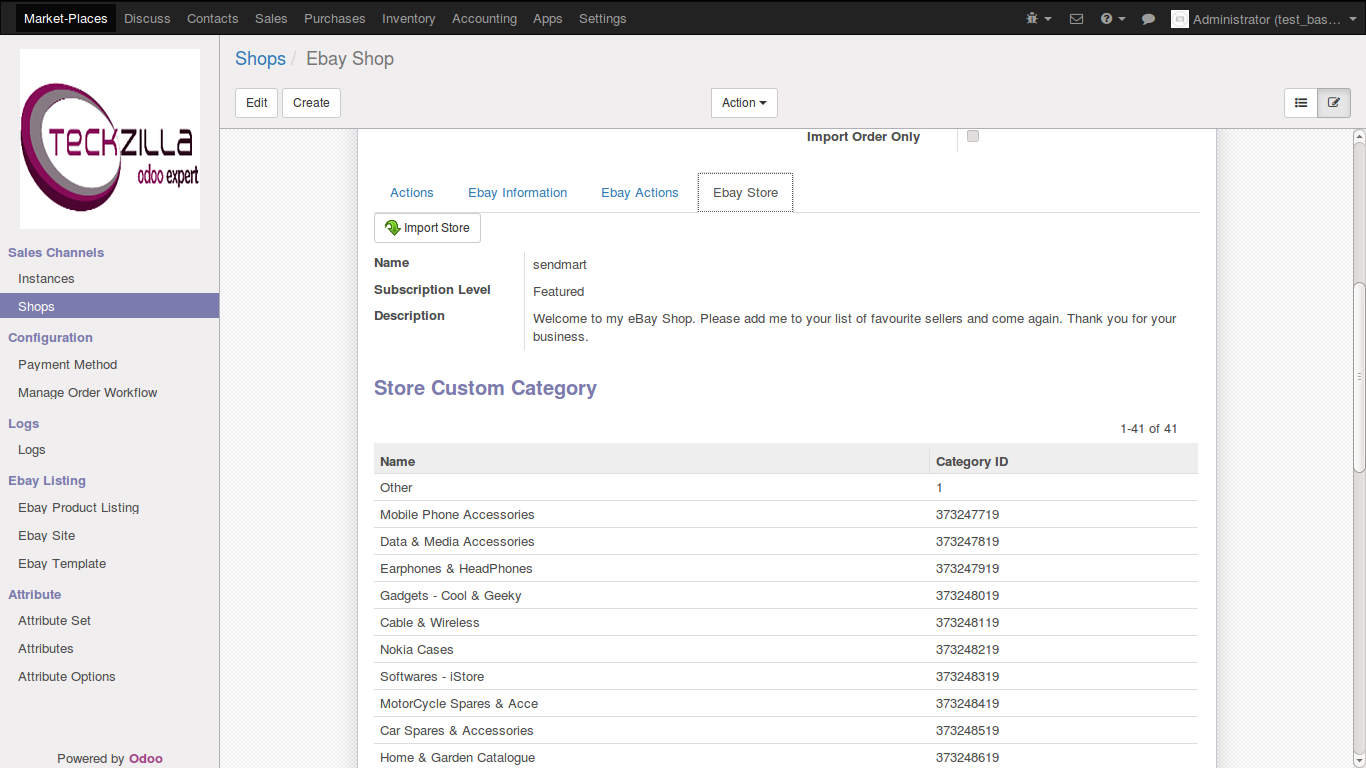 Market-Places Discuss Contacts Sales Purchases Inventory Accounting Apps Settings Administrator (test_bas…
TECKZILLA
odoo expert
Sales Channels
Instances
Shops
Configuration
Payment Method
Manage Order Workflow
Logs
Logs
Ebay Listing
Ebay Product Listing
Ebay Site
Ebay Template
Attribute
Attribute Set
Attributes
Attribute Options
Powered by Odoo
Shops / Ebay Shop
Edit Create Action
Import Order Only
Actions Ebay Information Ebay Actions Ebay Store
Import Store
Name sendmart
Subscription Level Featured
Description Welcome to my eBay Shop. Please add me to your list of favourite sellers and come again. Thank you for your
business.
Store Custom Category
1-41 of 41
Name Category ID
Other 1
Mobile Phone Accessories 373247719
Data & Media Accessories 373247819
Earphones & HeadPhones 373247919
Gadgets - Cool & Geeky 373248019
Cable & Wireless 373248119
Nokia Cases 373248219
Softwares - iStore 373248319
MotorCycle Spares & Acce 373248419
Car Spares & Accessories 373248519
Home & Garden Catalogue 373248619